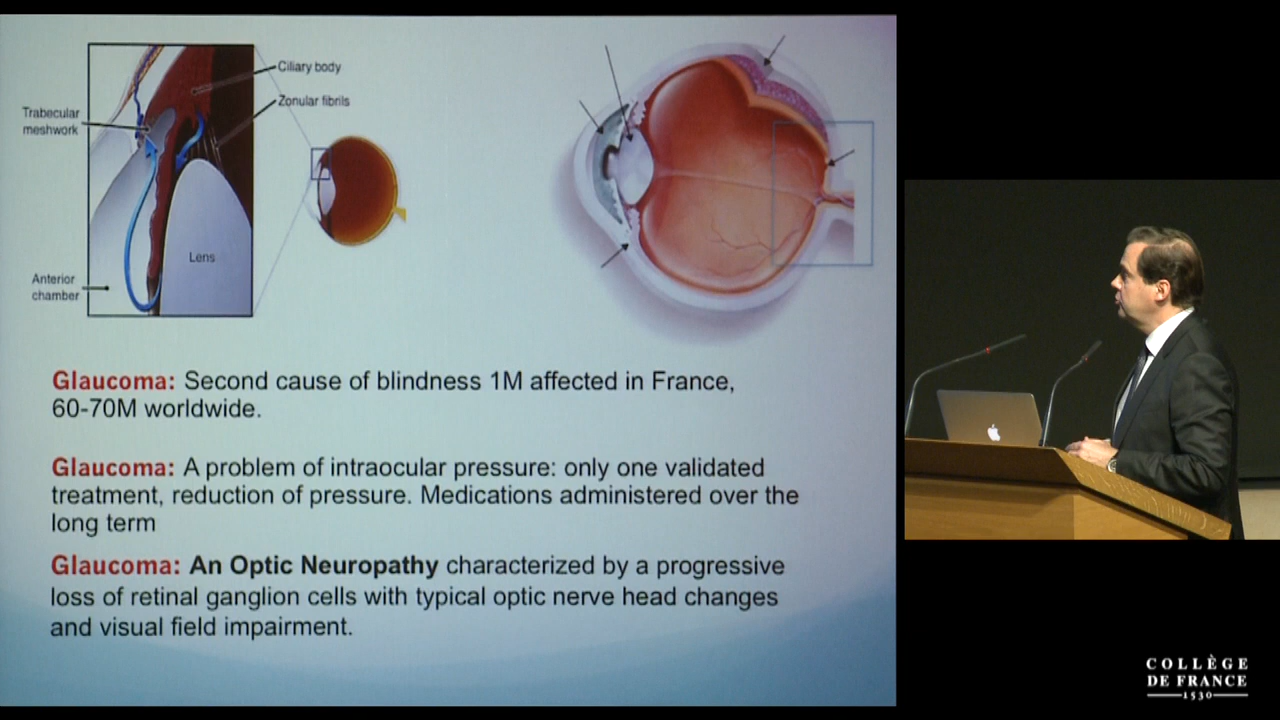 Ciliary body
Zonular fibrils
Trabecular
meshwork
Lens
Anterior
chamber
Glaucoma: Second cause of blindness 1M affected in France,
60-70M worldwide.
Glaucoma: A problem of intraocular pressure: only one validated
treatment, reduction of pressure. Medications administered over the
long term
Glaucoma: An Optic Neuropathy characterized by a progressive
loss of retinal ganglion cells with typical optic nerve head changes
and visual field impairment.
COLLÈGE
DE FRANCE
1530